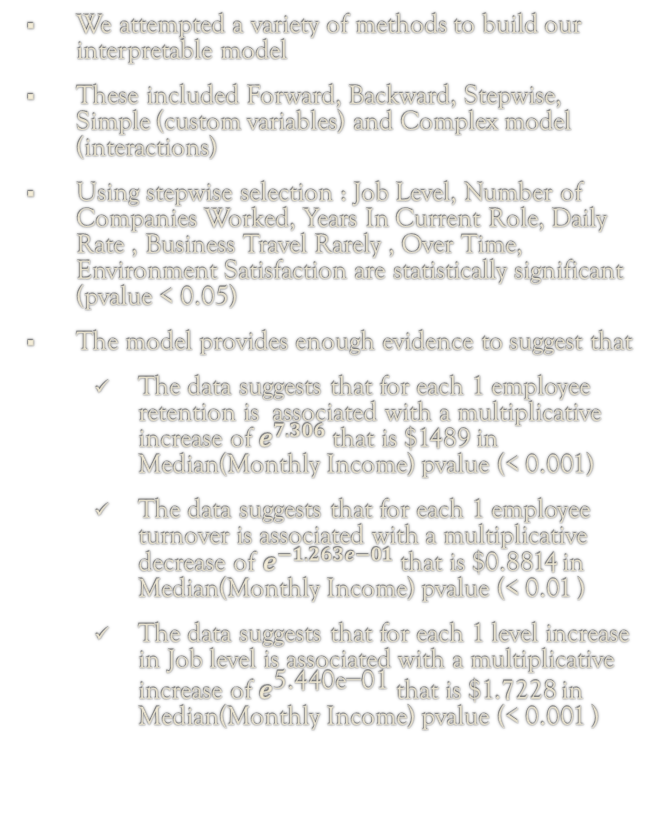 ▫ We attempted a variety of methods to build our
interpretable model
▫ These included Forward, Backward, Stepwise,
Simple (custom variables) and Complex model
(interactions)
▫ Using stepwise selection : Job Level, Number of
Companies Worked, Years In Current Role, Daily
Rate , Business Travel Rarely , Over Time,
Environment Satisfaction are statistically significant
(pvalue < 0.05)
▫ The model provides enough evidence to suggest that
✓ The data suggests that for each 1 employee
retention is associated with a multiplicative
increase of e^7.306 that is $1489 in
Median(Monthly Income) pvalue (< 0.001)
✓ The data suggests that for each 1 employee
turnover is associated with a multiplicative
decrease of e^−1.263e−01 that is $0.8814 in
Median(Monthly Income) pvalue (< 0.01 )
✓ The data suggests that for each 1 level increase
in Job level is associated with a multiplicative
increase of e^5.440e−01 that is $1.7228 in
Median(Monthly Income) pvalue (< 0.001 )